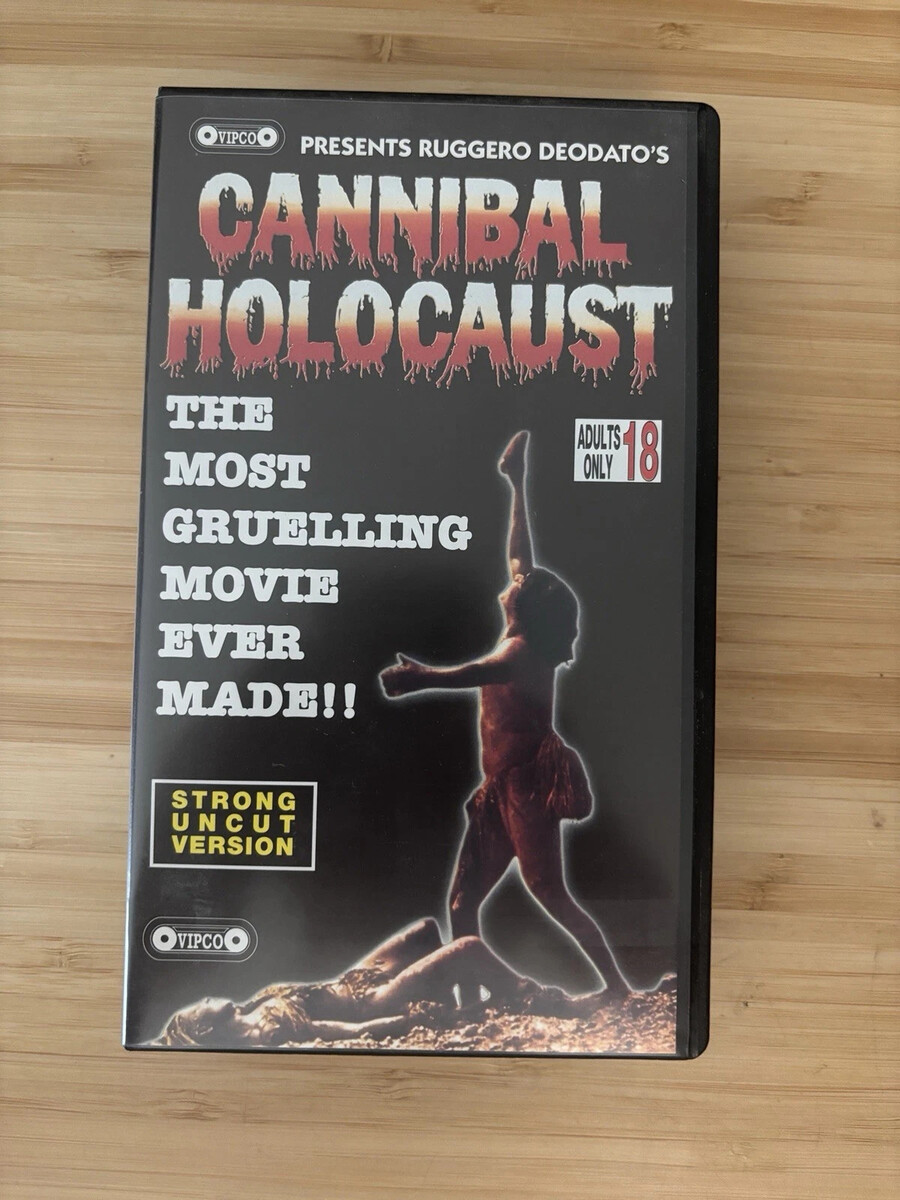 VIPCO
PRESENTS RUGGERO DEODATO'S
CANNIBAL
HOLOCAUST
THE
MOST
GRUELLING
MOVIE
EVER
MADE!!
ADULTS
ONLY 18
STRONG
UNCUT
VERSION
VIPCO